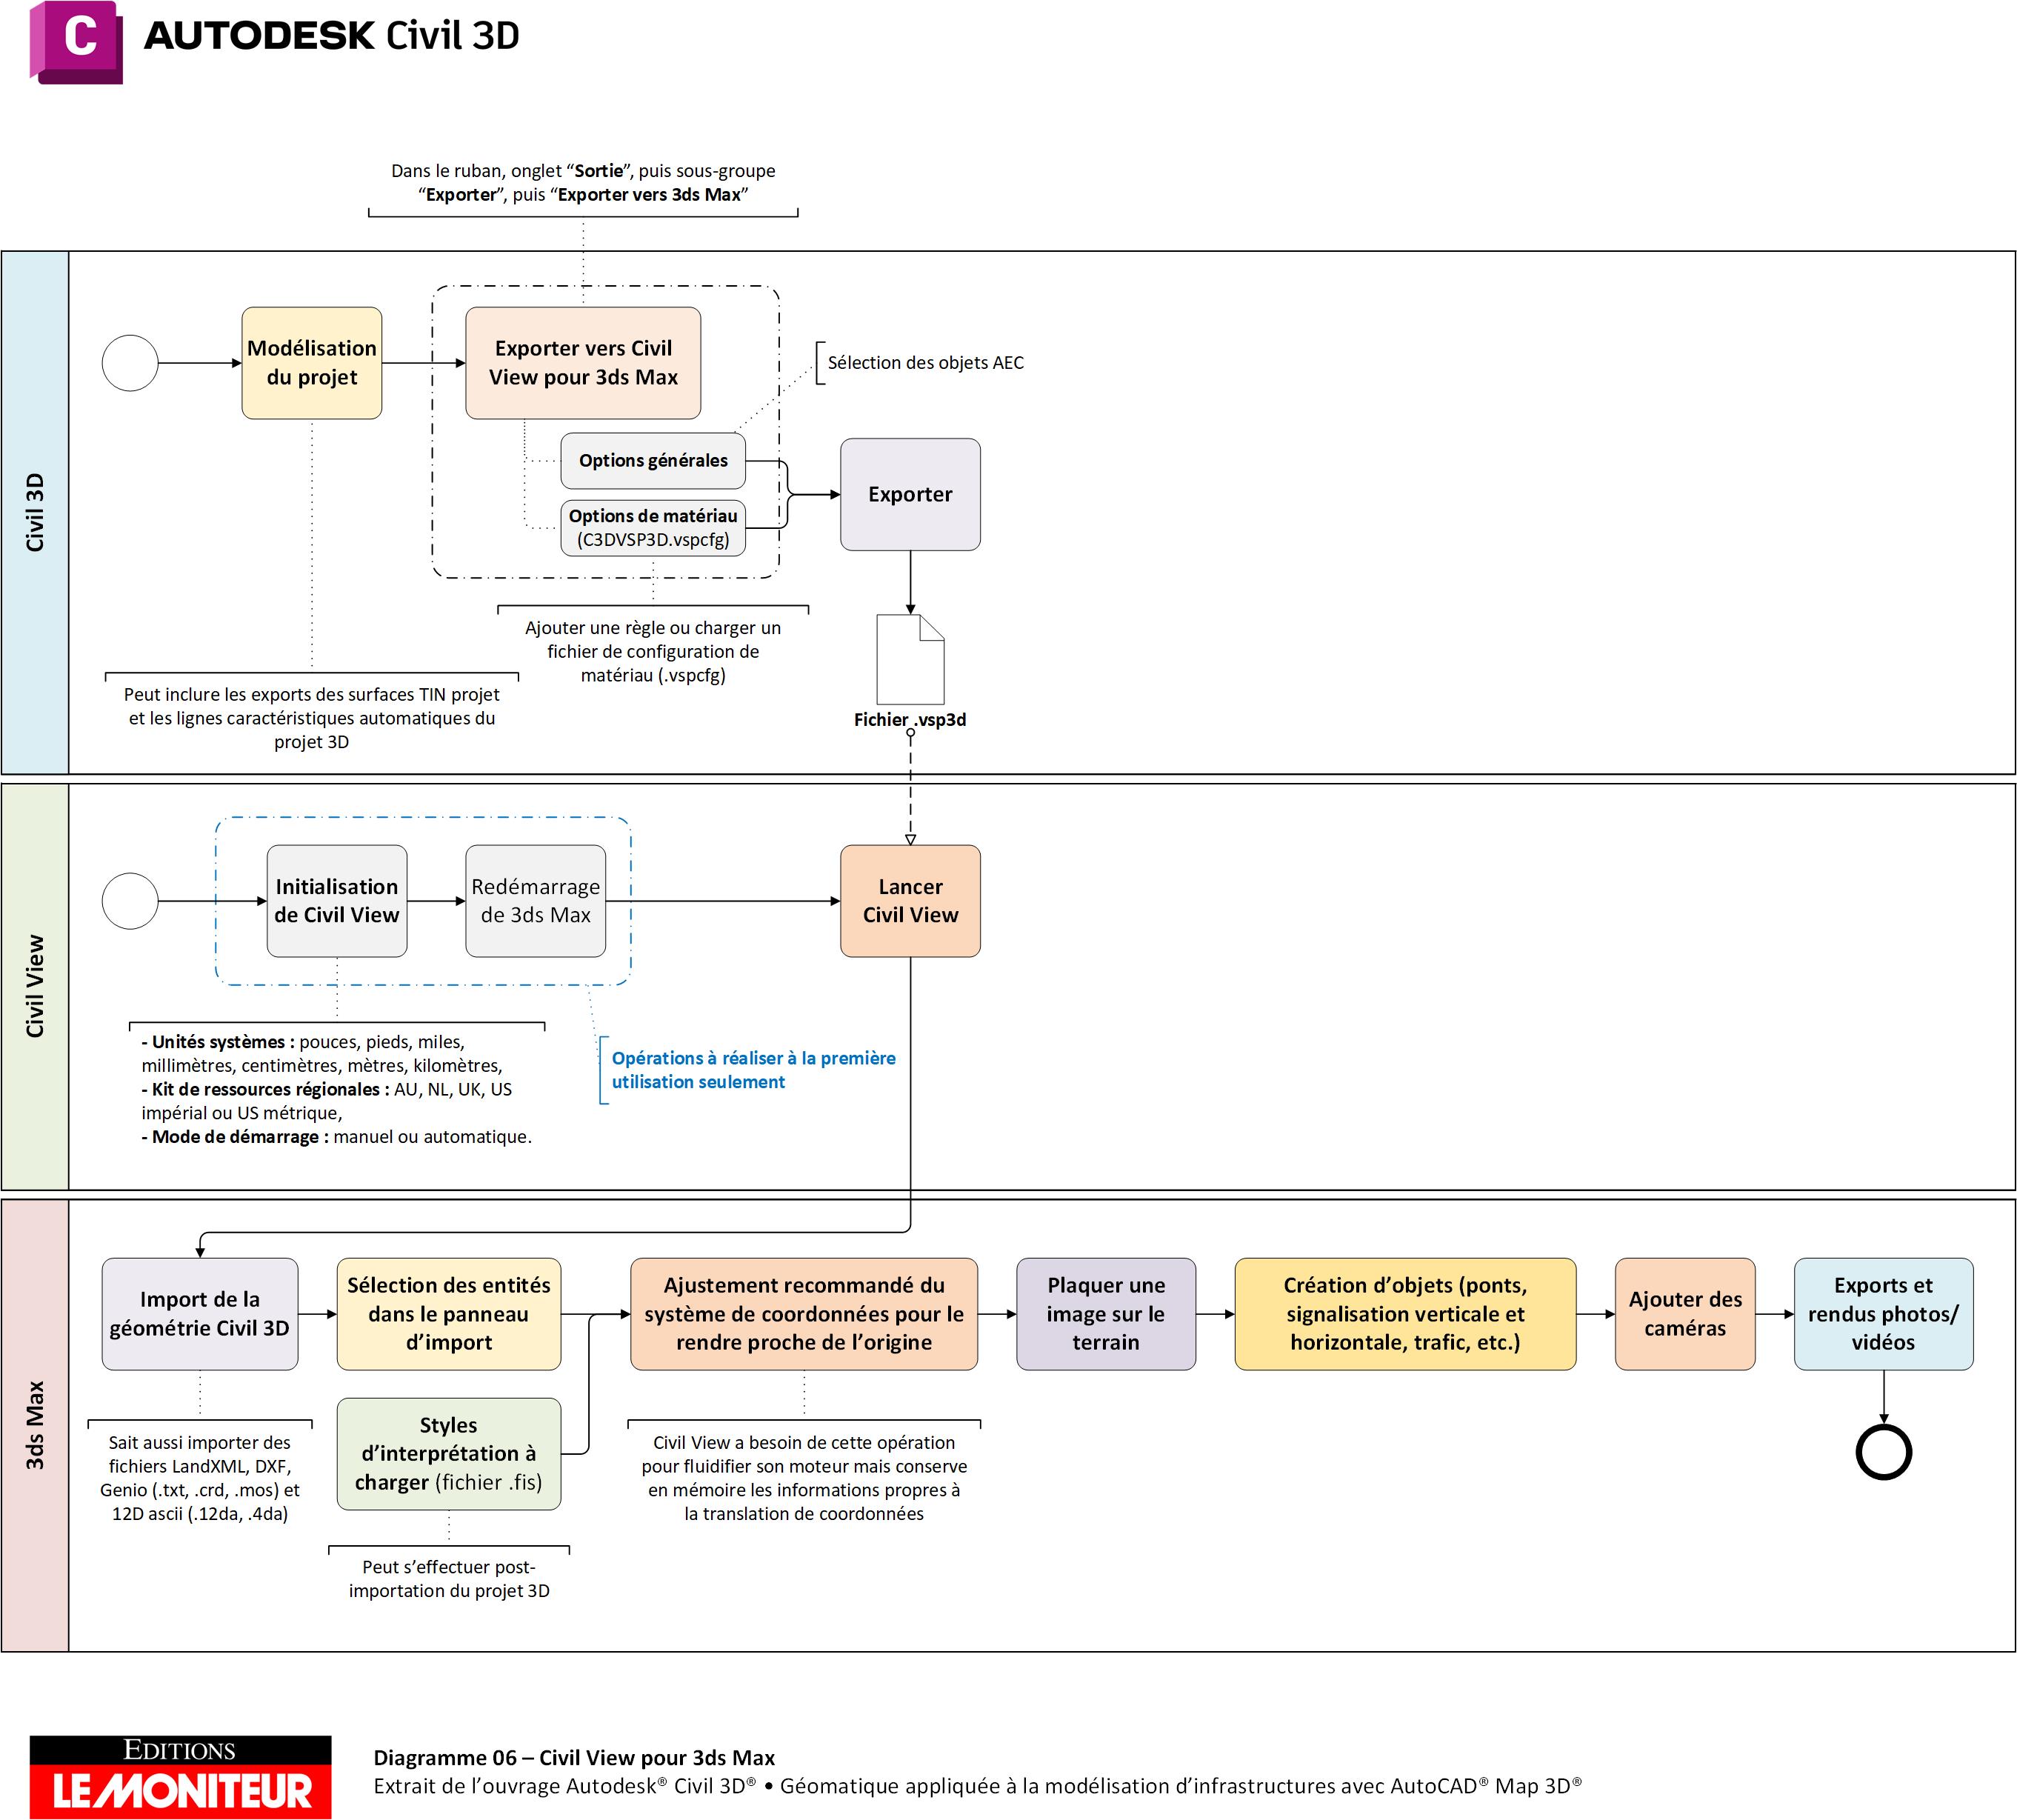 C AUTODESK Civil 3D
Dans le ruban, onglet “Sortie”, puis sous-groupe
“Exporter”, puis “Exporter vers 3ds Max”
Civil 3D
Modélisation
du projet
Exporter vers Civil
View pour 3ds Max
Sélection des objets AEC
Options générales
Options de matériau
(C3DVSP3D.vspcfg)
Exporter
Ajouter une règle ou charger un
fichier de configuration de
matériau (.vspcfg)
Peut inclure les exports des surfaces TIN projet
et les lignes caractéristiques automatiques du
projet 3D
Fichier .vsp3d
Civil View
Initialisation
de Civil View
Redémarrage
de 3ds Max
Lancer
Civil View
- Unités systèmes : pouces, pieds, miles,
millimètres, centimètres, mètres, kilomètres,
- Kit de ressources régionales : AU, NL, UK, US
impérial ou US métrique,
- Mode de démarrage : manuel ou automatique.
Opérations à réaliser à la première
utilisation seulement
3ds Max
Import de la
géométrie Civil 3D
Sélection des entités
dans le panneau
d’import
Ajustement recommandé du
système de coordonnées pour le
rendre proche de l’origine
Plaquer une
image sur le
terrain
Création d’objets (ponts,
signalisation verticale et
horizontale, trafic, etc.)
Ajouter des
caméras
Exports et
rendus photos/
vidéos
Styles
d’interprétation à
charger (fichier .fis)
Sait aussi importer des
fichiers LandXML, DXF,
Genio (.txt, .crd, .mos) et
12D ascii (.12da, .4da)
Civil View a besoin de cette opération
pour fluidifier son moteur mais conserve
en mémoire les informations propres à
la translation de coordonnées
Peut s’effectuer post-
importation du projet 3D
EDITIONS
LE MONITEUR
Diagramme 06 – Civil View pour 3ds Max
Extrait de l’ouvrage Autodesk® Civil 3D® • Géomatique appliquée à la modélisation d’infrastructures avec AutoCAD® Map 3D®